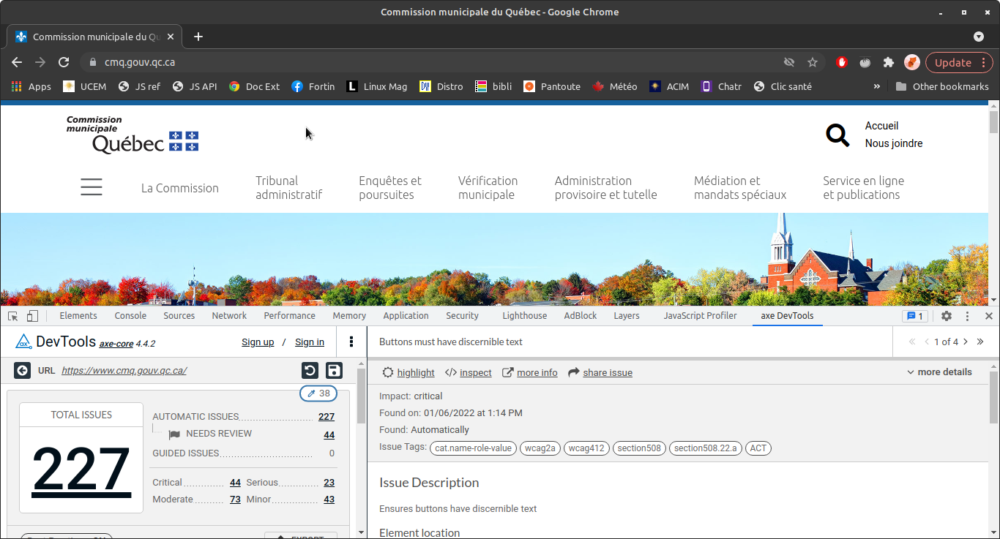 Commission municipale du Québec - Google Chrome
Commission municipale du Qu
cmq.gouv.qc.ca
Update
Apps
UCEM
JS ref
JS API
Doc Ext
Fortin
L
Linux Mag
DW
Distro
bibli
Pantoute
Météo
ACIM
Chatr
Clic santé
»
Other bookmarks
Commission
municipale
Québec
Accueil
Nous joindre
La Commission
Tribunal
administratif
Enquêtes et
poursuites
Vérification
municipale
Administration
provisoire et tutelle
Médiation et
mandats spéciaux
Service en ligne
et publications
Elements
Console
Sources
Network
Performance
Memory
Application
Security
Lighthouse
AdBlock
Layers
JavaScript Profiler
axe DevTools
1
ax DevTools axe-core 4.4.2
Sign up / Sign in
Buttons must have discernible text
1 of 4
URL https://www.cmq.gouv.qc.ca/
38
TOTAL ISSUES
227
AUTOMATIC ISSUES 227
NEEDS REVIEW 44
GUIDED ISSUES 0
Critical 44 Serious 23
Moderate 73 Minor 43
highlight
</> inspect
more info
share issue
more details
Impact: critical
Found on: 01/06/2022 at 1:14 PM
Found: Automatically
Issue Tags: cat.name-role-value wcag2a wcag412 section508 section508.22.a ACT
Issue Description
Ensures buttons have discernible text
Element location